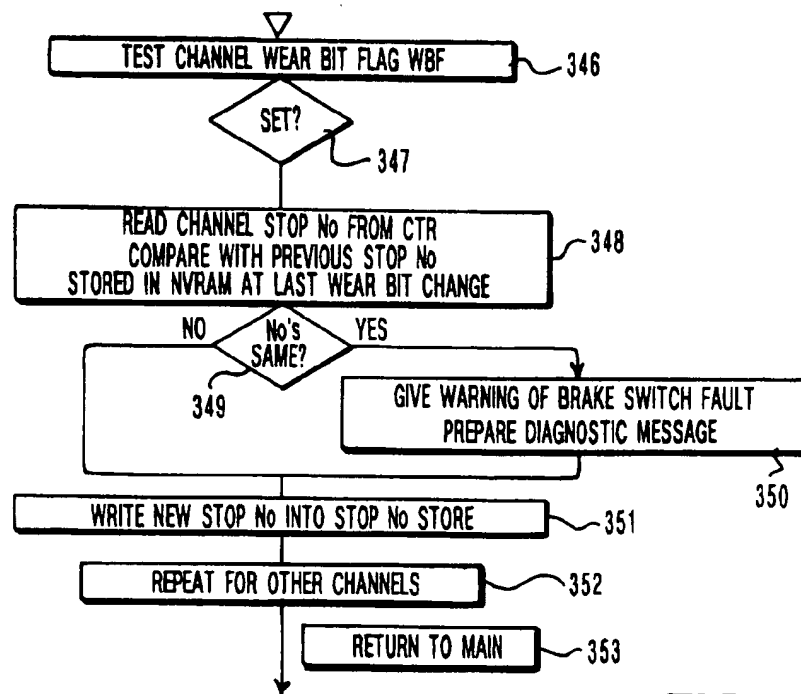 TEST CHANNEL WEAR BIT FLAG WBF
346
SET?
347
READ CHANNEL STOP No FROM CTR
COMPARE WITH PREVIOUS STOP No
STORED IN NVRAM AT LAST WEAR BIT CHANGE
348
NO
No's
SAME?
YES
349
GIVE WARNING OF BRAKE SWITCH FAULT
PREPARE DIAGNOSTIC MESSAGE
350
WRITE NEW STOP No INTO STOP No STORE
351
REPEAT FOR OTHER CHANNELS
352
RETURN TO MAIN
353